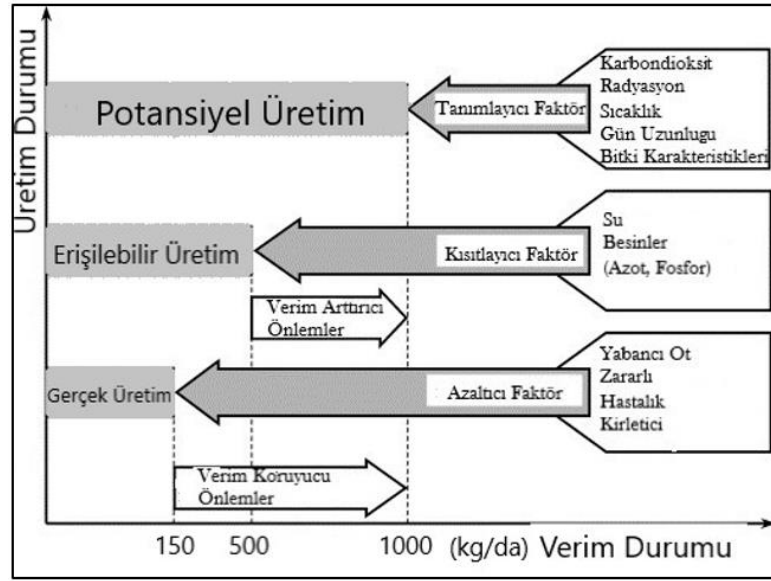 Üretim Durumu
Potansiyel Üretim
Tanımlayıcı Faktör
Karbondioksit
Radyasyon
Sıcaklık
Gün Uzunlugu
Bitki Karakteristikleri
Erişilebilir Üretim
Kısıtlayıcı Faktör
Su
Besinler
(Azot, Fosfor)
Verim Arttırıcı
Önlemler
Gerçek Üretim
Azaltıcı Faktör
Yabancı Ot
Zararlı
Hastalık
Kirletici
Verim Koruyucu
Önlemler
150 500 1000 (kg/da) Verim Durumu